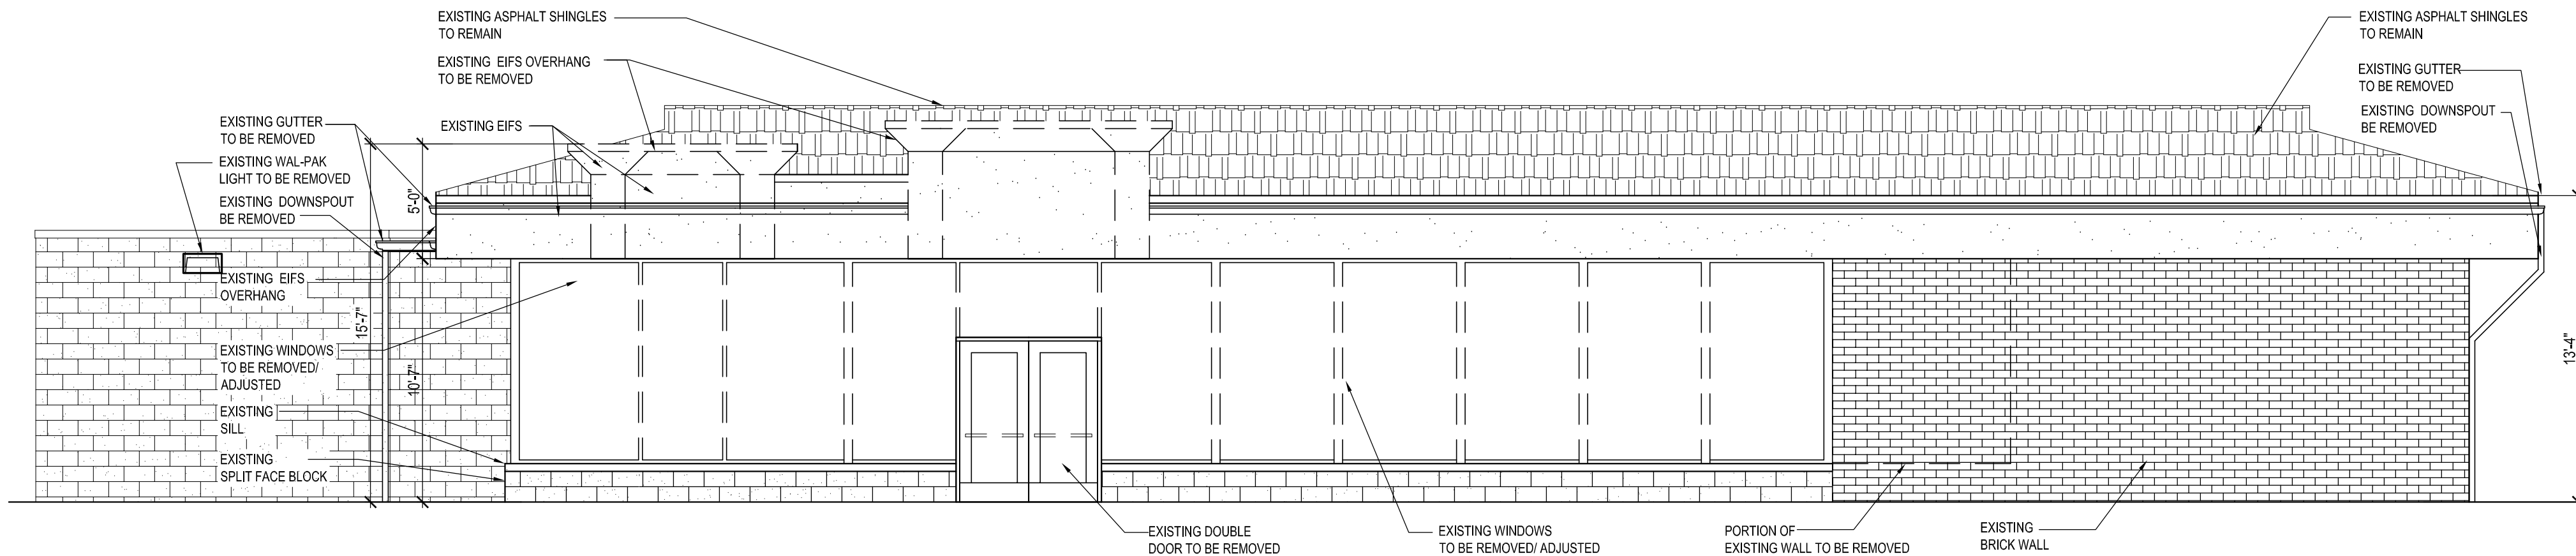 EXISTING ASPHALT SHINGLES
TO REMAIN
EXISTING EIFS OVERHANG
TO BE REMOVED
EXISTING GUTTER
TO BE REMOVED
EXISTING EIFS
EXISTING WAL-PAK
LIGHT TO BE REMOVED
EXISTING DOWNSPOUT
BE REMOVED
5'-0"
EXISTING EIFS
OVERHANG
15'-7"
EXISTING WINDOWS
TO BE REMOVED/
ADJUSTED
10'-7"
EXISTING
SILL
EXISTING
SPLIT FACE BLOCK
EXISTING ASPHALT SHINGLES
TO REMAIN
EXISTING GUTTER
TO BE REMOVED
EXISTING DOWNSPOUT
BE REMOVED
13'-4"
EXISTING DOUBLE
DOOR TO BE REMOVED
EXISTING WINDOWS
TO BE REMOVED/ ADJUSTED
PORTION OF
EXISTING WALL TO BE REMOVED
EXISTING
BRICK WALL